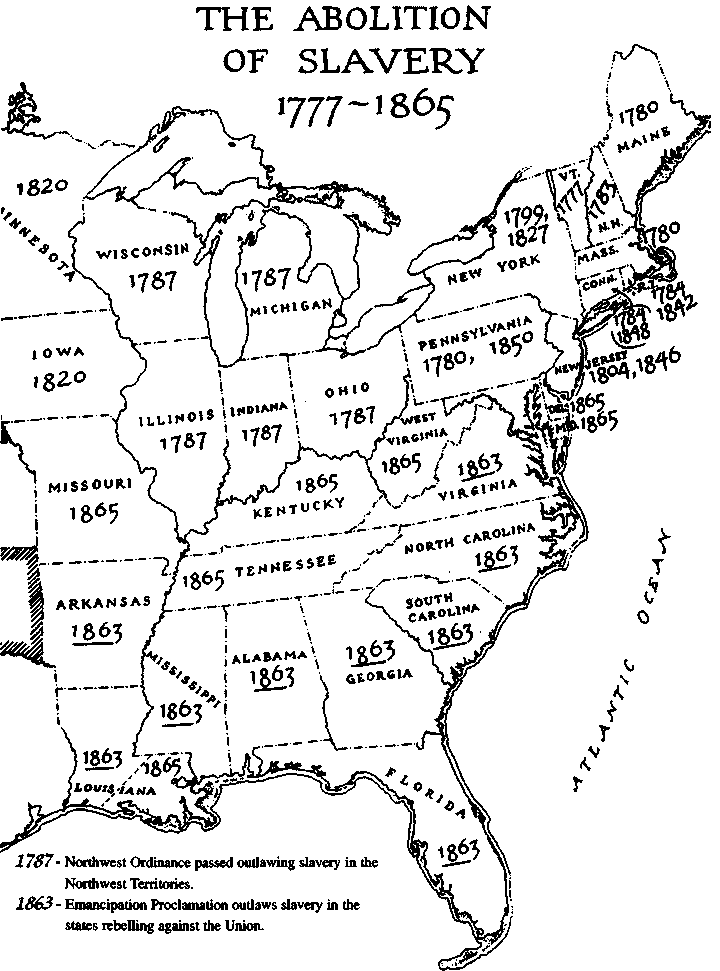 THE ABOLITION
OF SLAVERY
1777~1865
1780
MAINE
1820
MINNESOTA
VT.
1777
1783
N.H.
1799,
1827
NEW YORK
WISCONSIN
1787
1787
MICHIGAN
MASS.
1780
CONN.
R.I.
1784
1842
1784
1848
PENNSYLVANIA
1780, 1850
NEW JERSEY
1804, 1846
IOWA
1820
ILLINOIS
1787
INDIANA
1787
OHIO
1787
WEST
VIRGINIA
1865
DEL.
1865
MD.
1865
1863
VIRGINIA
MISSOURI
1865
1865
KENTUCKY
1865 TENNESSEE
NORTH CAROLINA
1863
ARKANSAS
1863
SOUTH
CAROLINA
1863
MISSISSIPPI
1863
ALABAMA
1863
1863
GEORGIA
ATLANTIC OCEAN
1863
1865
LOUISIANA
FLORIDA
1863
1787 - Northwest Ordinance passed outlawing slavery in the
Northwest Territories.
1863 - Emancipation Proclamation outlaws slavery in the
states rebelling against the Union.